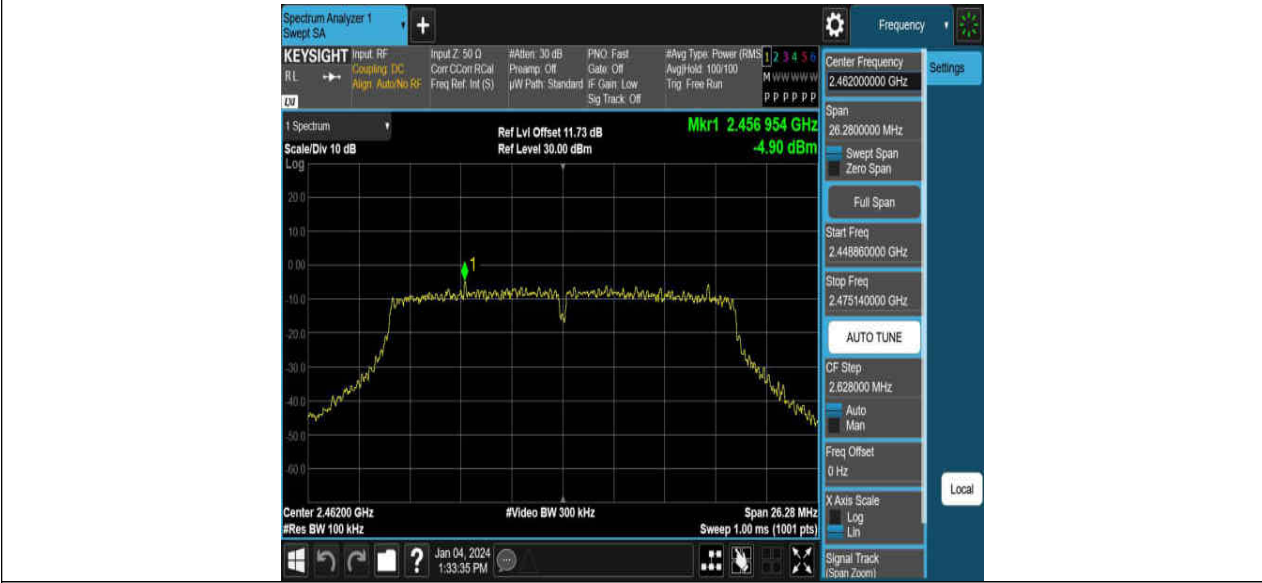 Spectrum Analyzer 1
Swept SA
+
Frequency
KEYSIGHT
RL
LXI
Input: RF
Coupling: DC
Align: Auto/No RF
Input Z: 50 Ω
Corr CCorr RCal
Freq Ref: Int (S)
#Atten: 30 dB
Preamp: Off
µW Path: Standard
PNO: Fast
Gate: Off
IF Gain: Low
Sig Track: Off
#Avg Type: Power (RMS
Avg|Hold: 100/100
Trig: Free Run
1 2 3 4 5 6
M W W W W W
P P P P P P
Center Frequency
2.462000000 GHz
Settings
1 Spectrum
Scale/Div 10 dB
Log
Ref Lvl Offset 11.73 dB
Ref Level 30.00 dBm
Mkr1 2.456 954 GHz
-4.90 dBm
Span
26.2800000 MHz
Swept Span
Zero Span
Full Span
Start Freq
2.448860000 GHz
Stop Freq
2.475140000 GHz
AUTO TUNE
CF Step
2.628000 MHz
Auto
Man
Freq Offset
0 Hz
X Axis Scale
Log
Lin
Signal Track
(Span Zoom)
Local
20.0
10.0
0.00
-10.0
-20.0
-30.0
-40.0
-50.0
-60.0
1
Center 2.46200 GHz
#Res BW 100 kHz
#Video BW 300 kHz
Span 26.28 MHz
Sweep 1.00 ms (1001 pts)
?
Jan 04, 2024
1:33:35 PM